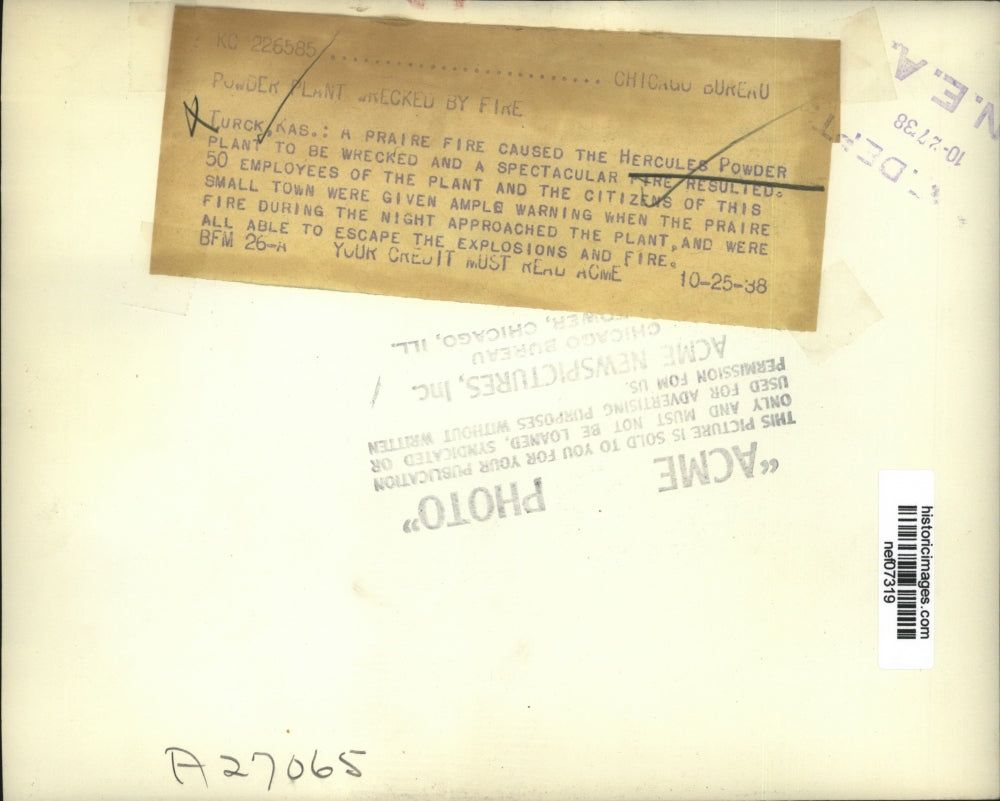 KC 226585 .......................... CHICAGO BUREAU
POWDER PLANT WRECKED BY FIRE
TURCK, KAS.: A PRAIRE FIRE CAUSED THE HERCULES POWDER
PLANT TO BE WRECKED AND A SPECTACULAR FIRE RESULTED.
50 EMPLOYEES OF THE PLANT AND THE CITIZENS OF THIS
SMALL TOWN WERE GIVEN AMPLE WARNING WHEN THE PRAIRE
FIRE DURING THE NIGHT APPROACHED THE PLANT, AND WERE
ALL ABLE TO ESCAPE THE EXPLOSIONS AND FIRE.
BFM 26-A YOUR CREDIT MUST READ ACME 10-25-38
N.E.A.
10-27-38
DEPT.
"ACME PHOTO"
THIS PICTURE IS SOLD TO YOU FOR YOUR PUBLICATION
ONLY AND MUST NOT BE LOANED, SYNDICATED OR
USED FOR ADVERTISING PURPOSES WITHOUT WRITTEN
PERMISSION FOM US.
ACME NEWSPICTURES, Inc.
CHICAGO BUREAU
TOWER, CHICAGO, ILL.
historicimages.com
nef07319
A27065